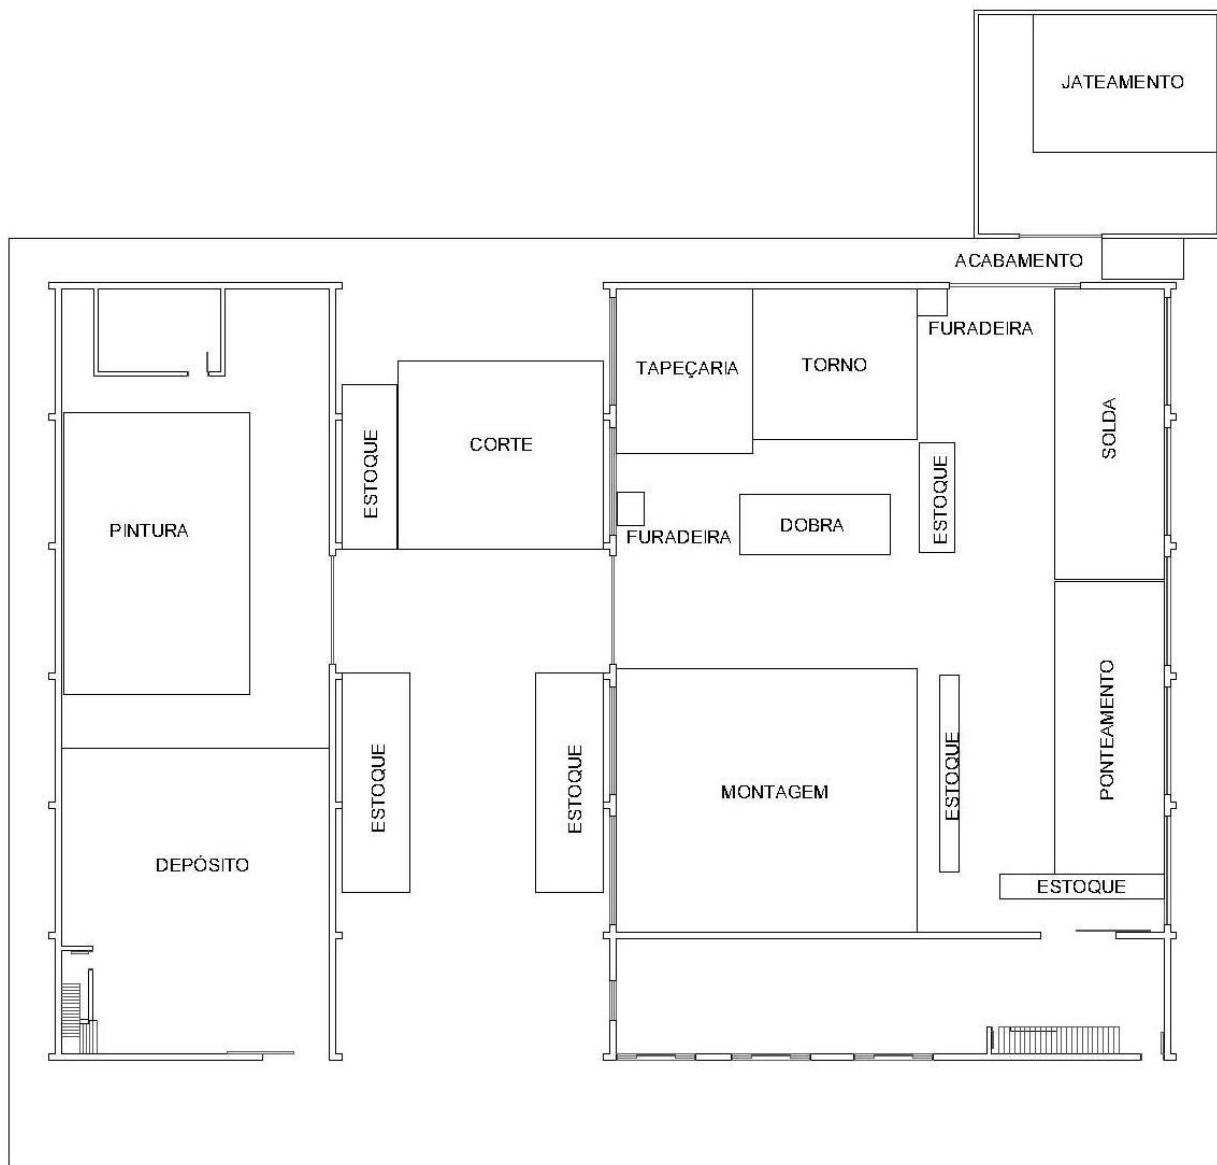 JATEAMENTO
ACABAMENTO
FURADEIRA
TAPEÇARIA
TORNO
SOLDA
CORTE
ESTOQUE
ESTOQUE
PINTURA
FURADEIRA
DOBRA
PONTEAMENTO
ESTOQUE
ESTOQUE
ESTOQUE
MONTAGEM
DEPÓSITO
ESTOQUE